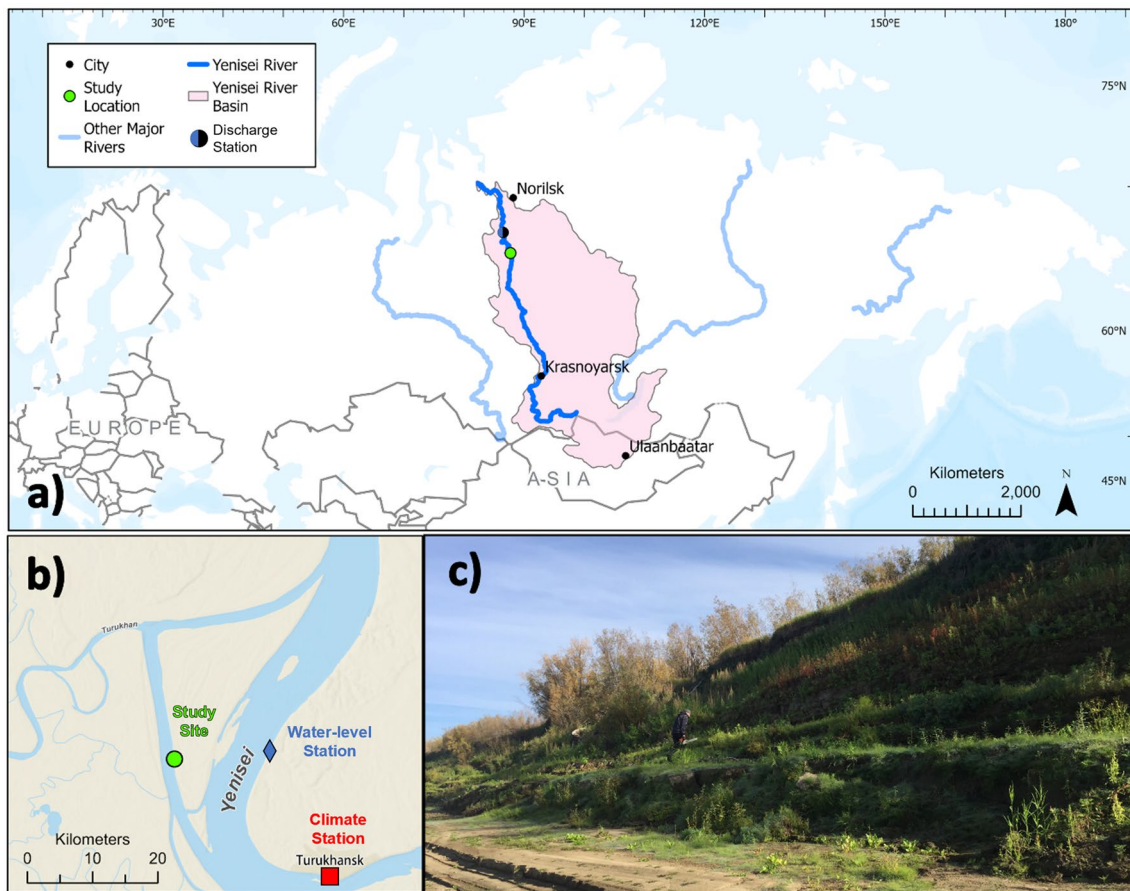 30°E
60°E
90°E
120°E
150°E
180°
75°N
60°N
45°N
City
Study
Location
Other Major
Rivers
Yenisei River
Yenisei River
Basin
Discharge
Station
Norilsk
Krasnoyarsk
Ulaanbaatar
EUROPE
A-SIA
Kilometers
0 2,000
N
a)
b)
Turukhan
Study
Site
Water-level
Station
Yenisei
Climate
Station
Turukhansk
Kilometers
0 10 20
c)